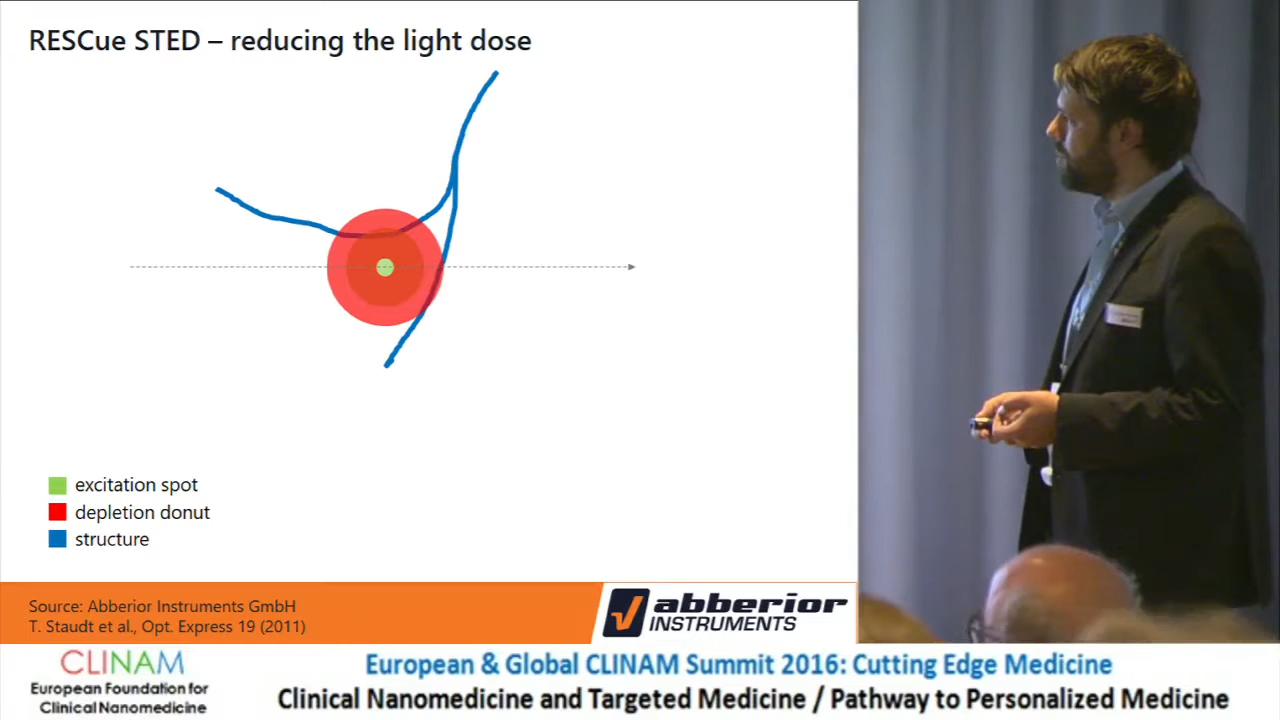 RESCue STED – reducing the light dose
excitation spot
depletion donut
structure
Source: Abberior Instruments GmbH
T. Staudt et al., Opt. Express 19 (2011)
abberior
INSTRUMENTS
CLINAM
European Foundation for
Clinical Nanomedicine
European & Global CLINAM Summit 2016: Cutting Edge Medicine
Clinical Nanomedicine and Targeted Medicine / Pathway to Personalized Medicine